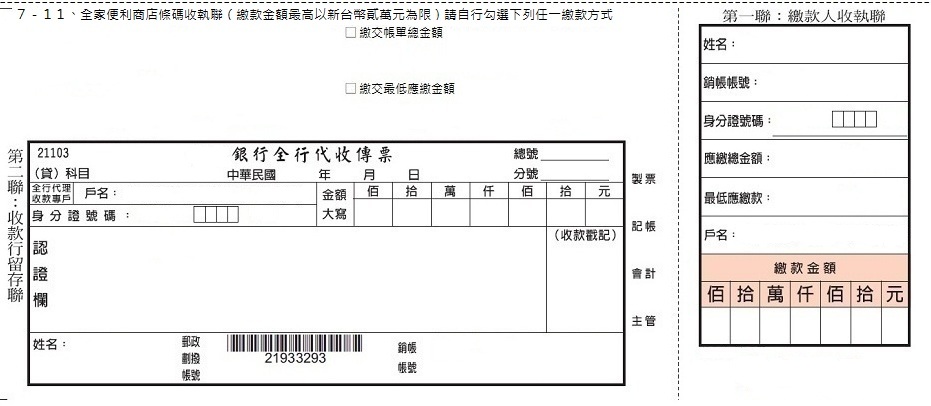 7-11、全家便利商店條碼收執聯（繳款金額最高以新台幣貳萬元為限）請自行勾選下列任一繳款方式
□ 繳交帳單總金額
□ 繳交最低應繳金額
第二聯：收款行留存聯
21103 銀行全行代收傳票 總號
（貸）科目 中華民國 年 月 日 分號
全行代理收款專戶 戶名： 金額大寫 佰 拾 萬 仟 佰 拾 元
身分證號碼：
認證欄 （收款戳記）
姓名： 郵政劃撥帳號 21933293 銷帳帳號
製票
記帳
會計
主管
第一聯：繳款人收執聯
姓名：
銷帳帳號：
身分證號碼：
應繳總金額：
最低應繳款：
戶名：
繳款金額
佰 拾 萬 仟 佰 拾 元